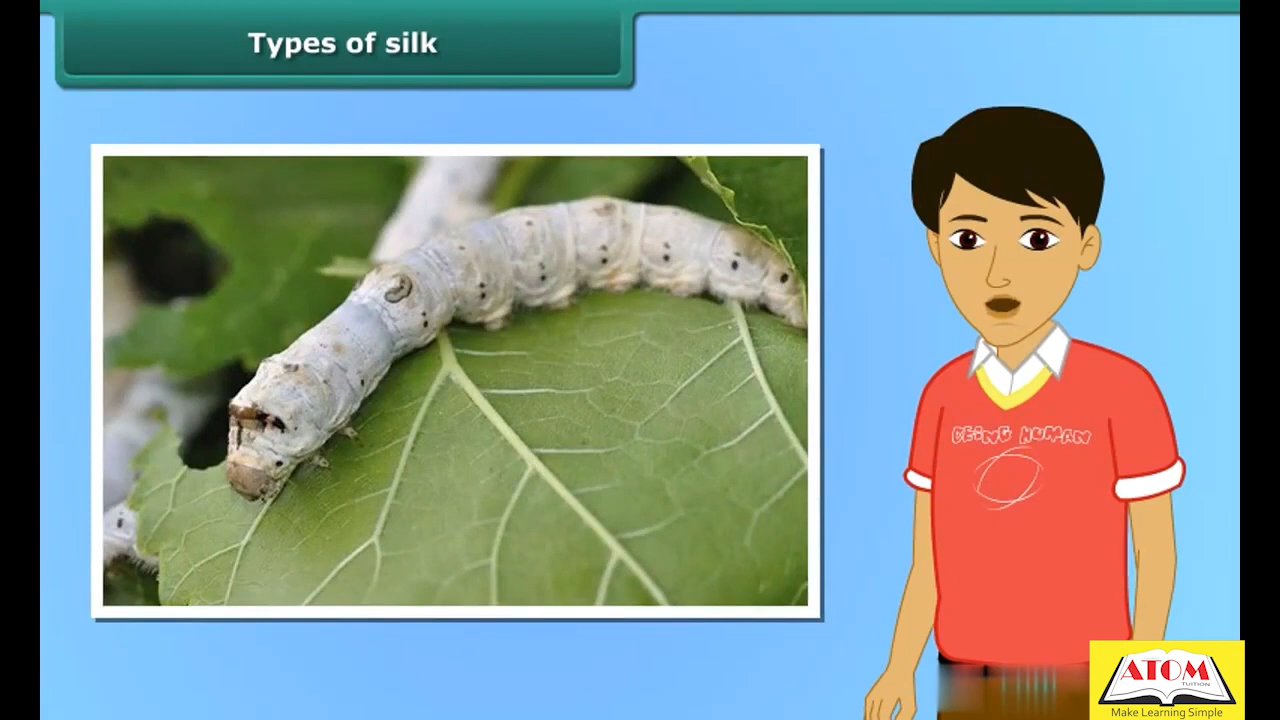 Types of silk
BEING HUMAN
ATOM
TUITION
Make Learning Simple